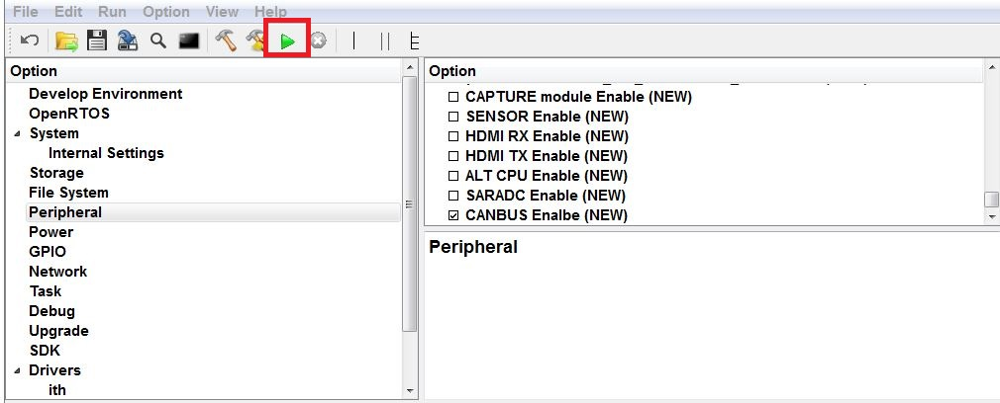 File Edit Run Option View Help
Option
Develop Environment
OpenRTOS
System
Internal Settings
Storage
File System
Peripheral
Power
GPIO
Network
Task
Debug
Upgrade
SDK
Drivers
ith
Option
CAPTURE module Enable (NEW)
SENSOR Enable (NEW)
HDMI RX Enable (NEW)
HDMI TX Enable (NEW)
ALT CPU Enable (NEW)
SARADC Enable (NEW)
CANBUS Enalbe (NEW)
Peripheral